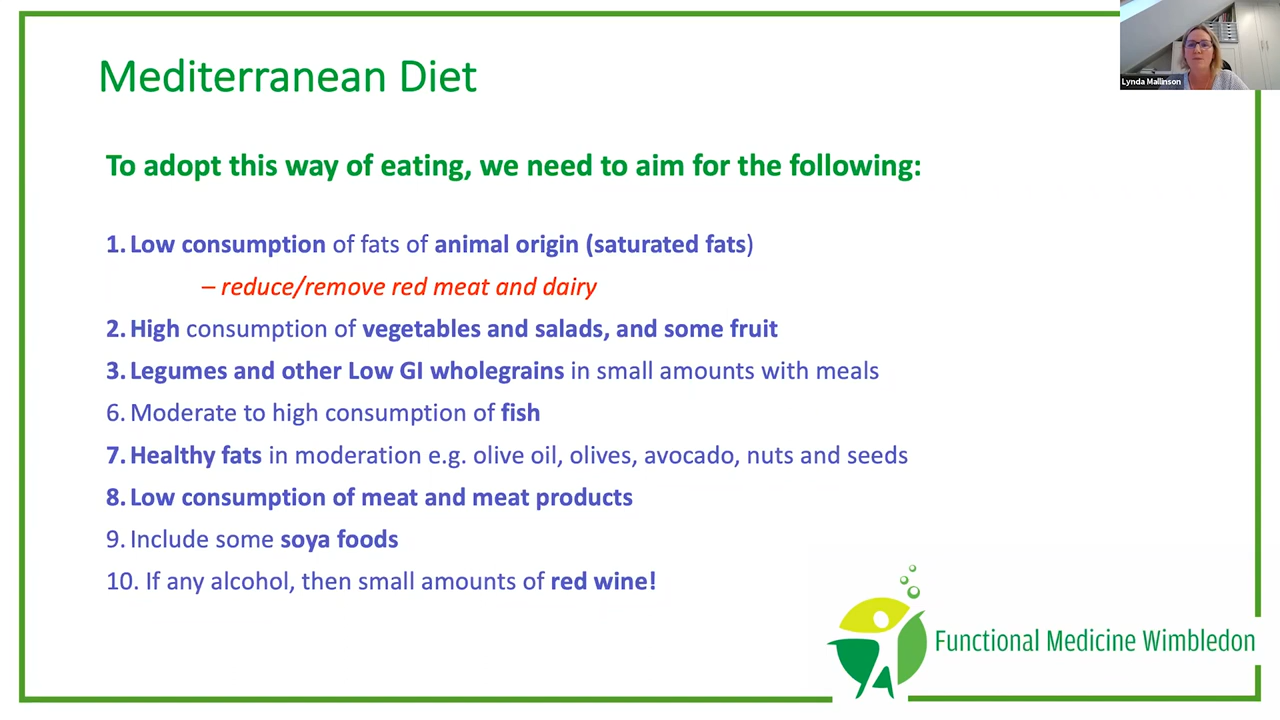 Mediterranean Diet
Lynda Mallinson
To adopt this way of eating, we need to aim for the following:
1. Low consumption of fats of animal origin (saturated fats)
– reduce/remove red meat and dairy
2. High consumption of vegetables and salads, and some fruit
3. Legumes and other Low GI wholegrains in small amounts with meals
6. Moderate to high consumption of fish
7. Healthy fats in moderation e.g. olive oil, olives, avocado, nuts and seeds
8. Low consumption of meat and meat products
9. Include some soya foods
10. If any alcohol, then small amounts of red wine!
Functional Medicine Wimbledon